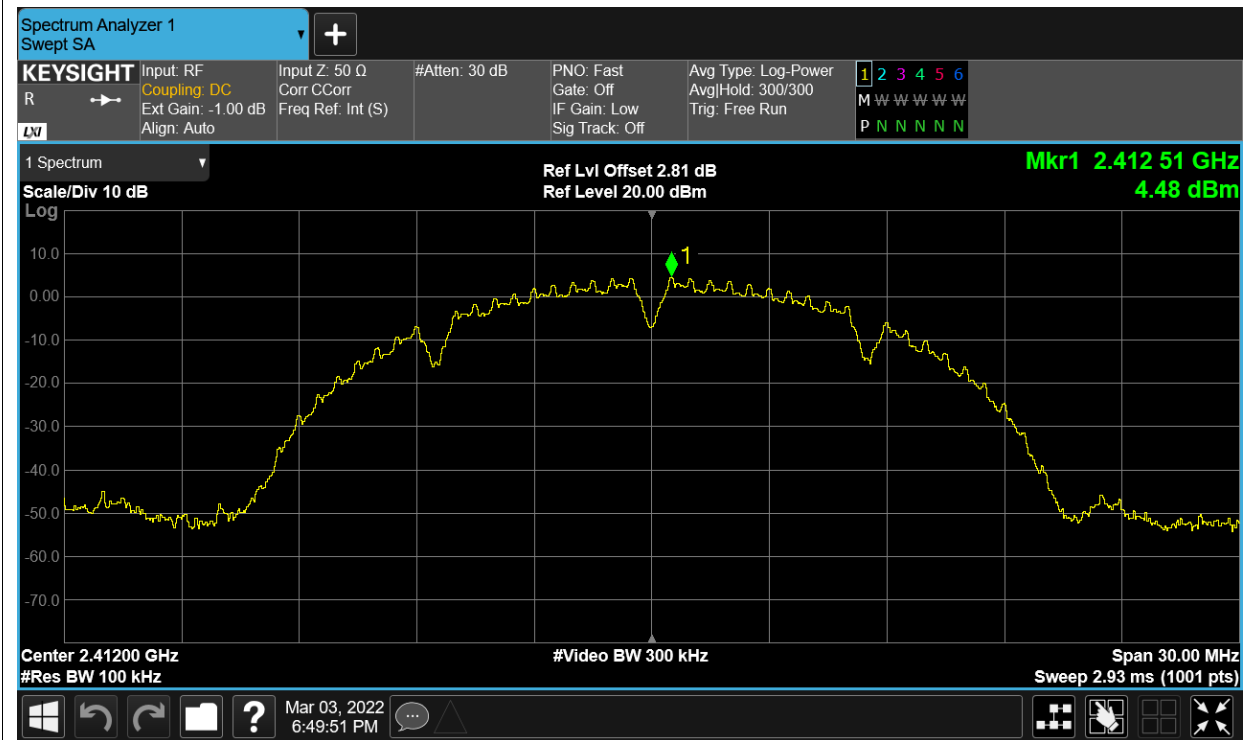 Spectrum Analyzer 1
Swept SA
▼
+
KEYSIGHT
R
LXI
Input: RF
Coupling: DC
Ext Gain: -1.00 dB
Align: Auto
Input Z: 50 Ω
Corr CCorr
Freq Ref: Int (S)
#Atten: 30 dB
PNO: Fast
Gate: Off
IF Gain: Low
Sig Track: Off
Avg Type: Log-Power
Avg|Hold: 300/300
Trig: Free Run
1 2 3 4 5 6
M W W W W W
P N N N N N
1 Spectrum ▼
Scale/Div 10 dB
Log
Ref Lvl Offset 2.81 dB
Ref Level 20.00 dBm
Mkr1 2.412 51 GHz
4.48 dBm
1
10.0
0.00
-10.0
-20.0
-30.0
-40.0
-50.0
-60.0
-70.0
Center 2.41200 GHz
#Res BW 100 kHz
#Video BW 300 kHz
Span 30.00 MHz
Sweep 2.93 ms (1001 pts)
?
Mar 03, 2022
6:49:51 PM